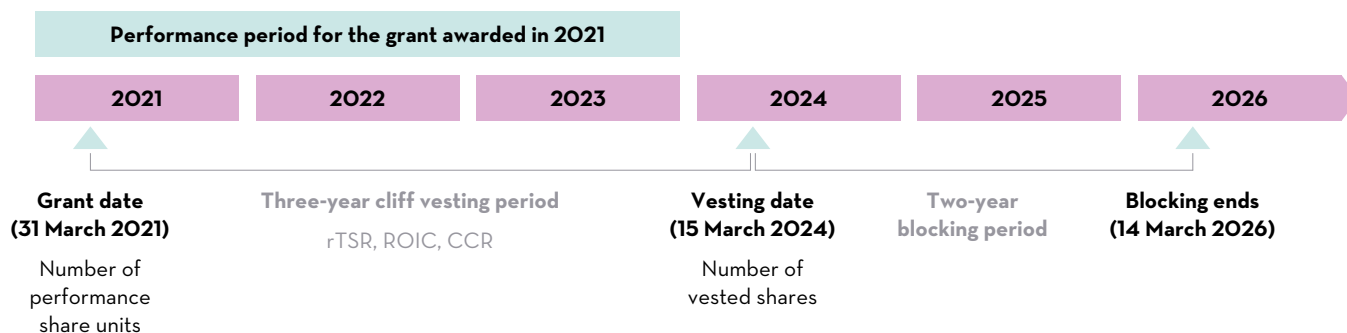 Performance period for the grant awarded in 2021
2021
2022
2023
2024
2025
2026
Grant date
(31 March 2021)
Number of
performance
share units
Three-year cliff vesting period
rTSR, ROIC, CCR
Vesting date
(15 March 2024)
Number of
vested shares
Two-year
blocking period
Blocking ends
(14 March 2026)